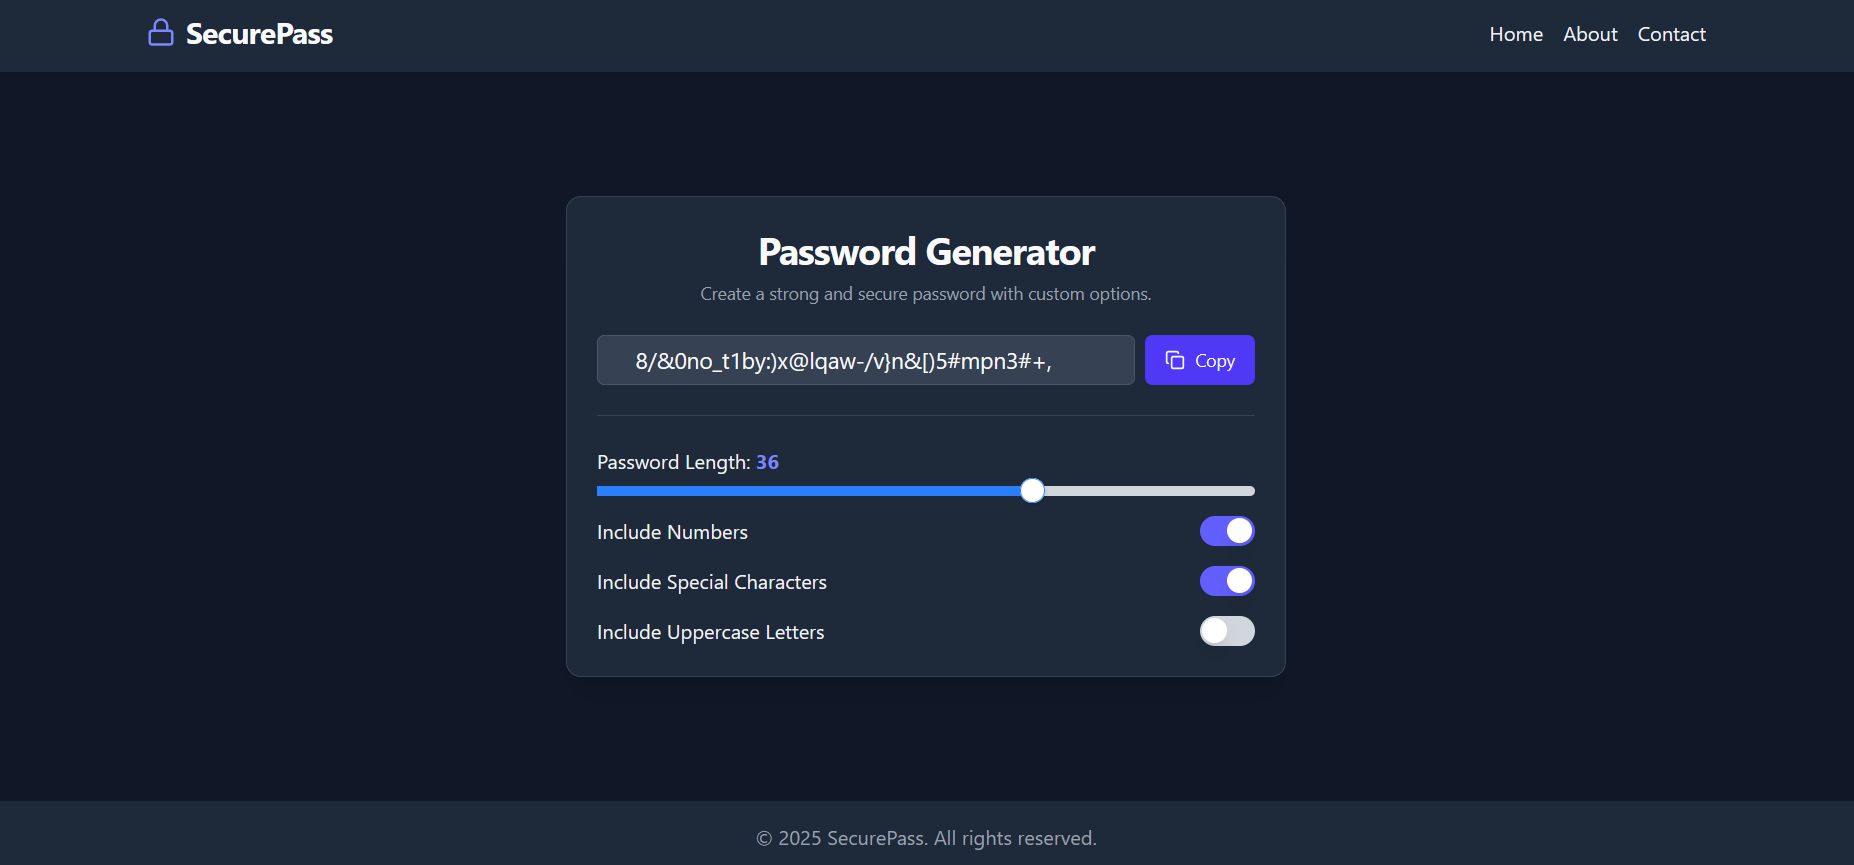 SecurePass
Home About Contact
Password Generator
Create a strong and secure password with custom options.
8/&0no_t1by:)x@lqaw-/v}n&[)5#mpn3#+,
Copy
Password Length: 36
Include Numbers
Include Special Characters
Include Uppercase Letters
© 2025 SecurePass. All rights reserved.